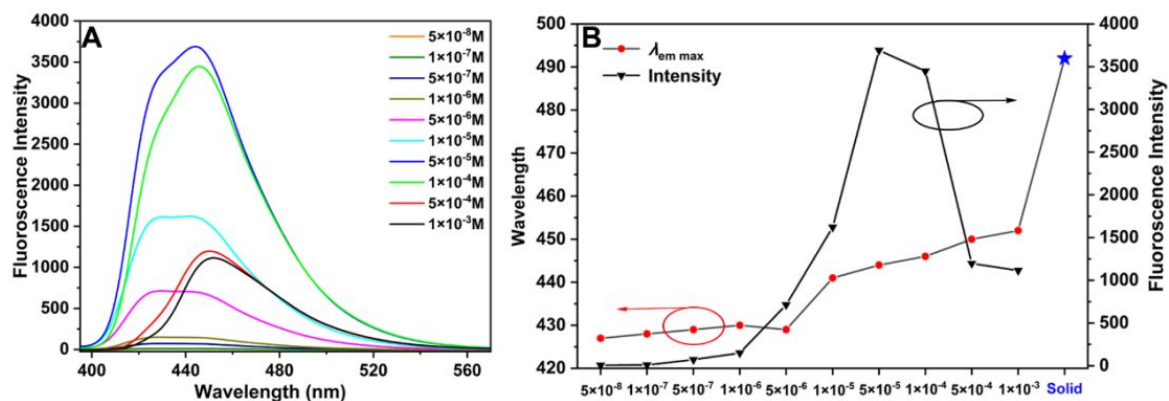 A
Fluoroscence Intensity
4000
3500
3000
2500
2000
1500
1000
500
0
400
440
480
520
560
Wavelength (nm)
5×10⁻⁸M
1×10⁻⁷M
5×10⁻⁷M
1×10⁻⁶M
5×10⁻⁶M
1×10⁻⁵M
5×10⁻⁵M
1×10⁻⁴M
5×10⁻⁴M
1×10⁻³M
B
Wavelength
500
490
480
470
460
450
440
430
420
λem max
Intensity
4000
3500
3000
2500
2000
1500
1000
500
0
Fluoroscence Intensity
5×10⁻⁸ 1×10⁻⁷ 5×10⁻⁷ 1×10⁻⁶ 5×10⁻⁶ 1×10⁻⁵ 5×10⁻⁵ 1×10⁻⁴ 5×10⁻⁴ 1×10⁻³ Solid